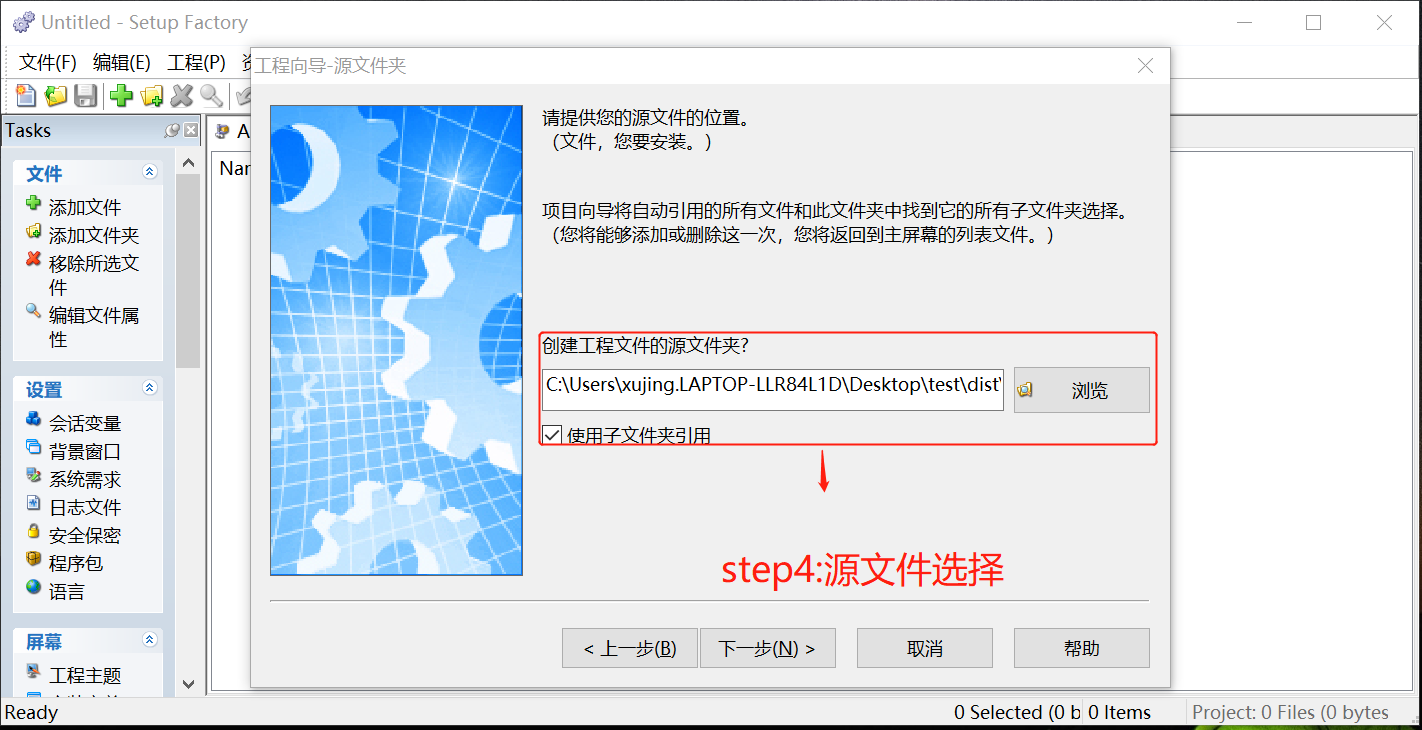 Untitled - Setup Factory
文件(F) 编辑(E) 工程(P)
工程向导-源文件夹
Tasks
文件
添加文件
添加文件夹
移除所选文
件
编辑文件属
性
设置
会话变量
背景窗口
系统需求
日志文件
安全保密
程序包
语言
屏幕
工程主题
请提供您的源文件的位置。
（文件，您要安装。）
项目向导将自动引用的所有文件和此文件夹中找到它的所有子文件夹选择。
（您将能够添加或删除这一次，您将返回到主屏幕的列表文件。）
创建工程文件的源文件夹?
C:\Users\xujing.LAPTOP-LLR84L1D\Desktop\test\dist
浏览
使用子文件夹引用
step4:源文件选择
< 上一步(B) 下一步(N) > 取消 帮助
Ready 0 Selected (0 b 0 Items Project: 0 Files (0 bytes